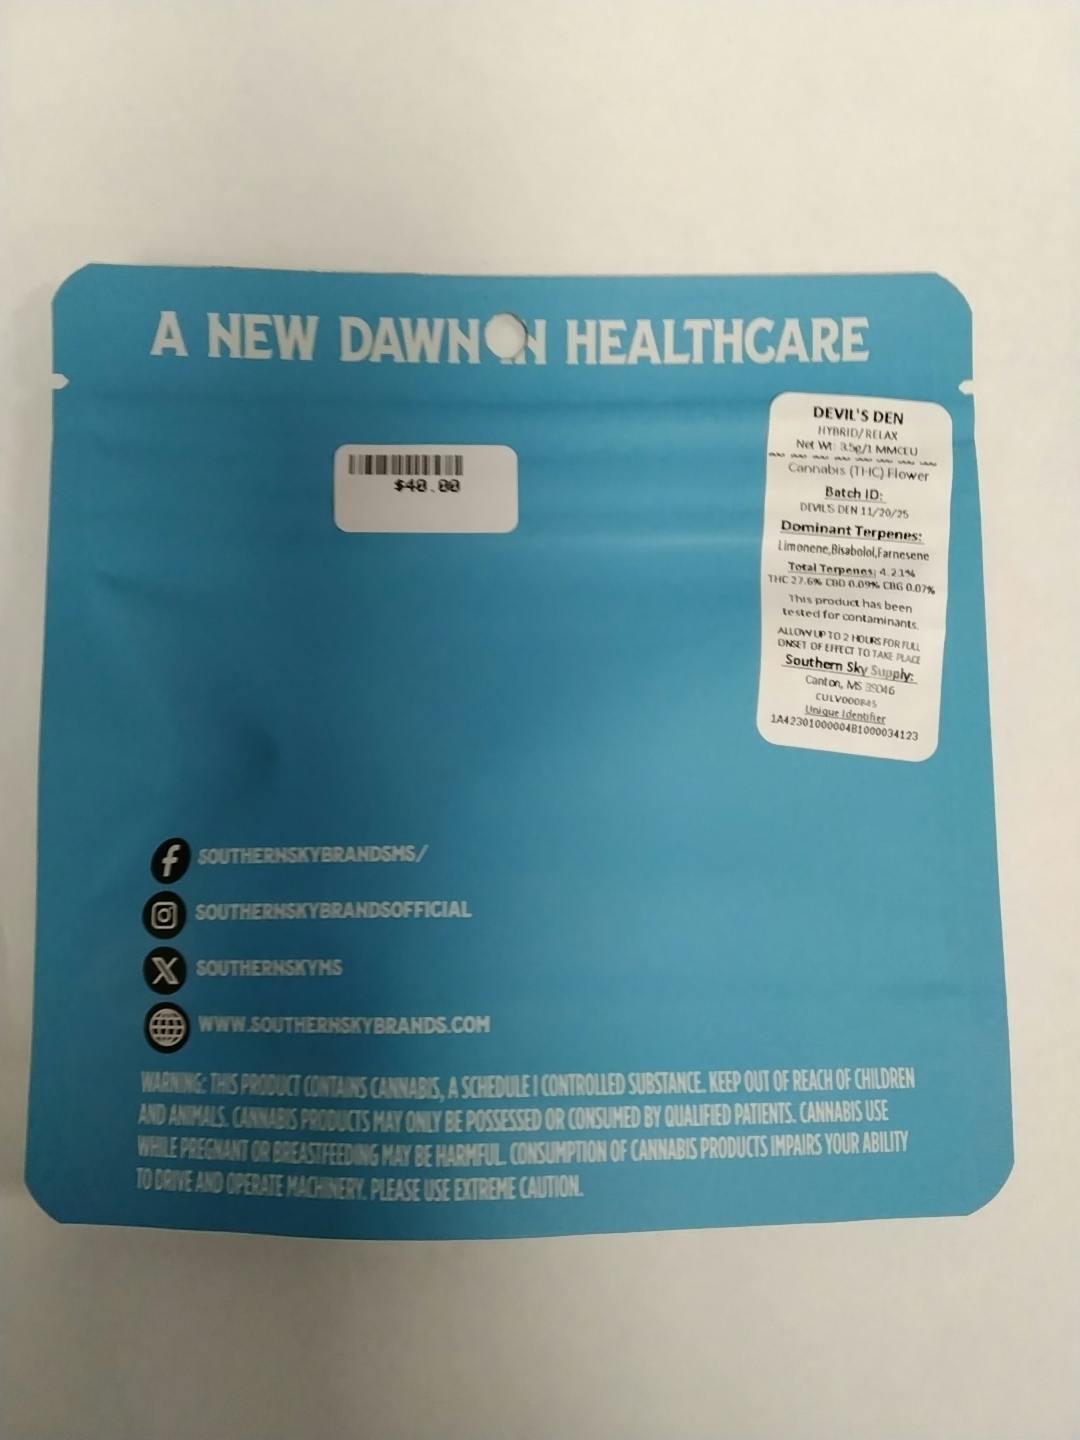 A NEW DAWN IN HEALTHCARE
$40.00
DEVIL'S DEN
HYBRID/RELAX
Net Wt: 3.5g/1 MMCEU
Cannabis (THC) Flower
Batch ID:
DEVIL'S DEN 11/20/25
Dominant Terpenes:
Limonene,Bisabolol,Farnesene
Total Terpenes: 4.21%
THC 27.6% CBD 0.09% CBG 0.07%
This product has been
tested for contaminants.
ALLOW UP TO 2 HOURS FOR FULL
ONSET OF EFFECT TO TAKE PLACE
Southern Sky Supply:
Canton, MS 39046
Unique Identifier
1A42301000004B1000034123
SOUTHERNSKYBRANDSMS/
SOUTHERNSKYBRANDSOFFICIAL
SOUTHERNSKYMS
WWW.SOUTHERNSKYBRANDS.COM
WARNING: THIS PRODUCT CONTAINS CANNABIS, A SCHEDULE I CONTROLLED SUBSTANCE. KEEP OUT OF REACH OF CHILDREN
AND ANIMALS. CANNABIS PRODUCTS MAY ONLY BE POSSESSED OR CONSUMED BY QUALIFIED PATIENTS. CANNABIS USE
WHILE PREGNANT OR BREASTFEEDING MAY BE HARMFUL. CONSUMPTION OF CANNABIS PRODUCTS IMPAIRS YOUR ABILITY
TO DRIVE AND OPERATE MACHINERY. PLEASE USE EXTREME CAUTION.